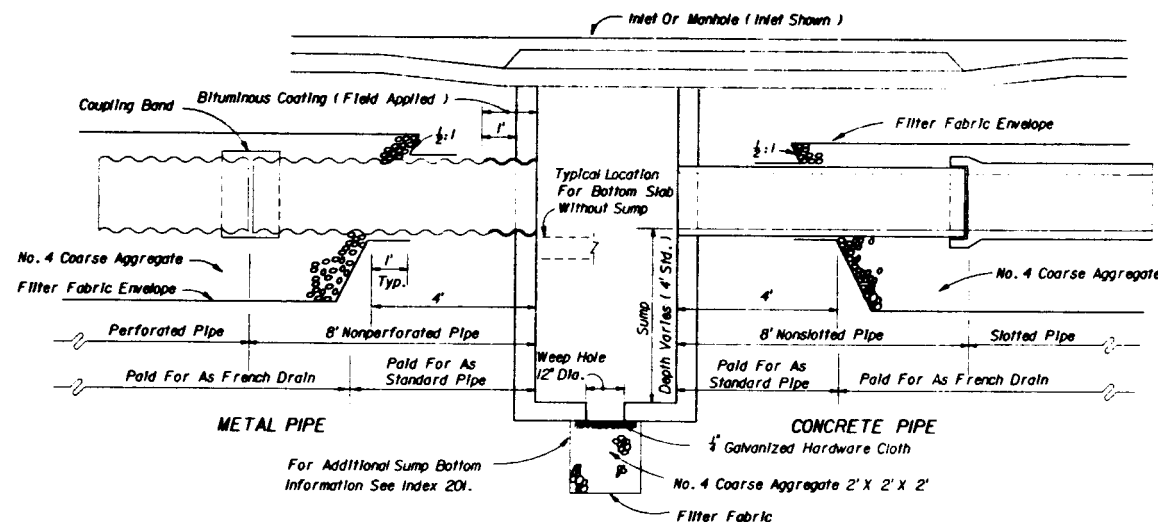 Inlet Or Manhole ( Inlet Shown )
Bituminous Coating ( Field Applied )
Coupling Band
1'
½:1
Filter Fabric Envelope
½:1
Typical Location
For Bottom Slab
Without Sump
No. 4 Coarse Aggregate
Filter Fabric Envelope
1'
Typ.
4'
Sump
Depth Varies ( 4' Std. )
4'
No. 4 Coarse Aggregate
Perforated Pipe
8' Nonperforated Pipe
8' Nonslotted Pipe
Slotted Pipe
Weep Hole
12" Dia.
Paid For As French Drain
Paid For As
Standard Pipe
Paid For As
Standard Pipe
Paid For As French Drain
METAL PIPE
CONCRETE PIPE
¼" Galvanized Hardware Cloth
For Additional Sump Bottom
Information See Index 201.
No. 4 Coarse Aggregate 2' X 2' X 2'
Filter Fabric